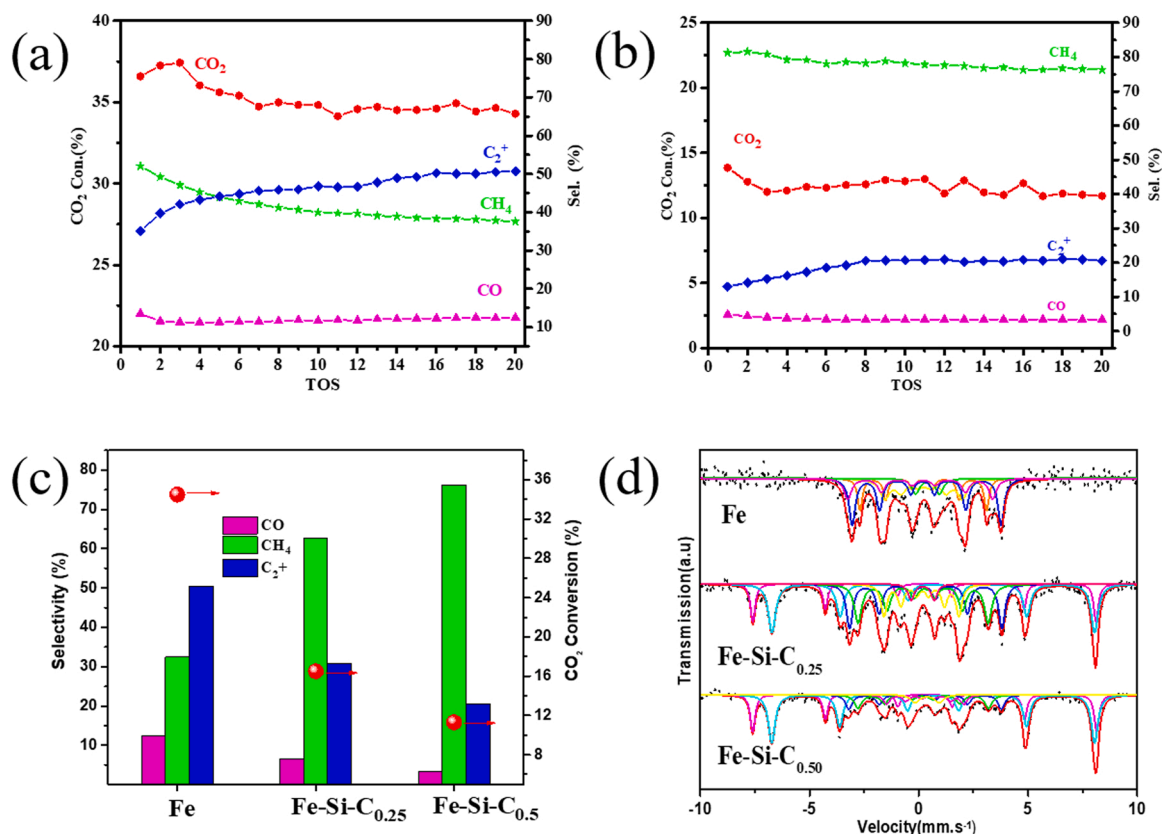 (a)
40
35
30
25
20
CO₂ Con.(%)
0 2 4 6 8 10 12 14 16 18 20
TOS
90
80
70
60
50
40
30
20
10
Sel. (%)
CO₂
C₂⁺
CH₄
CO
(b)
25
20
15
10
5
0
CO₂ Con.(%)
0 2 4 6 8 10 12 14 16 18 20
TOS
90
80
70
60
50
40
30
20
10
0
Sel. (%)
CH₄
CO₂
C₂⁺
CO
(c)
80
70
60
50
40
30
20
10
Selectivity (%)
CO
CH₄
C₂+
36
32
28
24
20
16
12
8
CO₂ Conversion (%)
Fe Fe-Si-C₀.₂₅ Fe-Si-C₀.₅
(d)
Transmission(a.u)
Fe
Fe-Si-C₀.₂₅
Fe-Si-C₀.₅₀
-10 -5 0 5 10
Velocity(mm.s⁻¹)